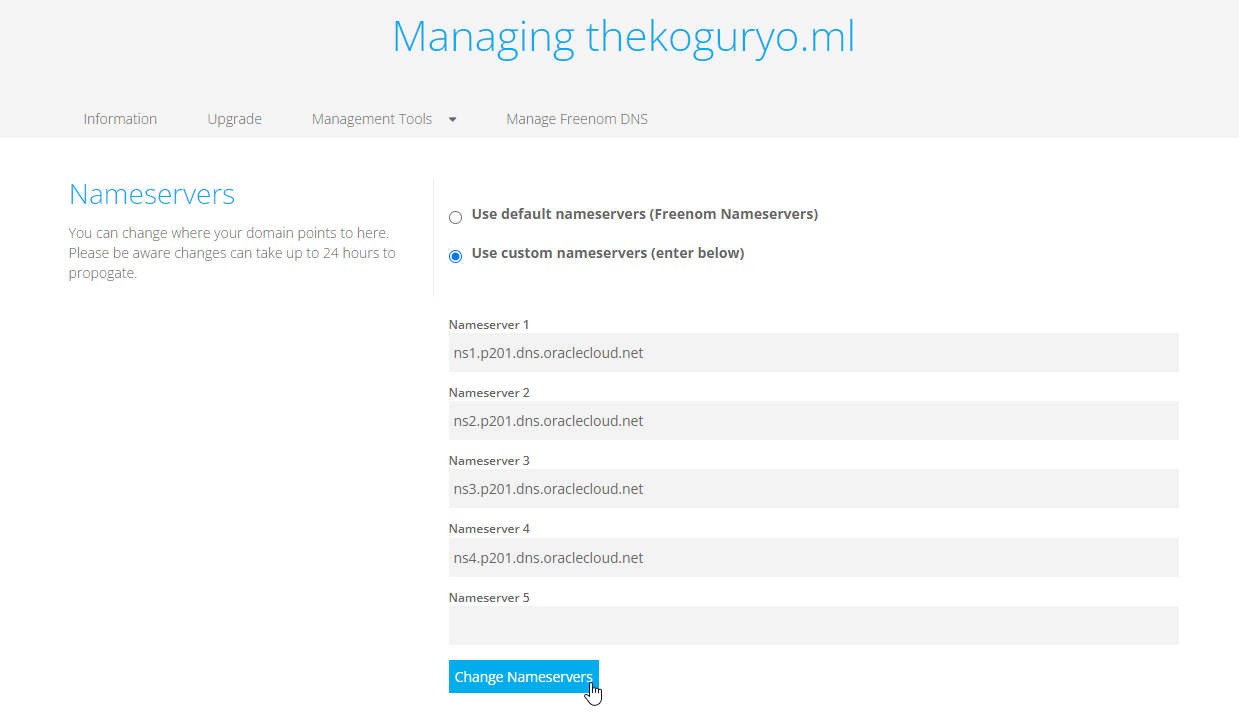 Managing thekoguryo.ml
Information
Upgrade
Management Tools
Manage Freenom DNS
Nameservers
You can change where your domain points to here.
Please be aware changes can take up to 24 hours to
propogate.
Use default nameservers (Freenom Nameservers)
Use custom nameservers (enter below)
Nameserver 1
ns1.p201.dns.oraclecloud.net
Nameserver 2
ns2.p201.dns.oraclecloud.net
Nameserver 3
ns3.p201.dns.oraclecloud.net
Nameserver 4
ns4.p201.dns.oraclecloud.net
Nameserver 5
Change Nameservers